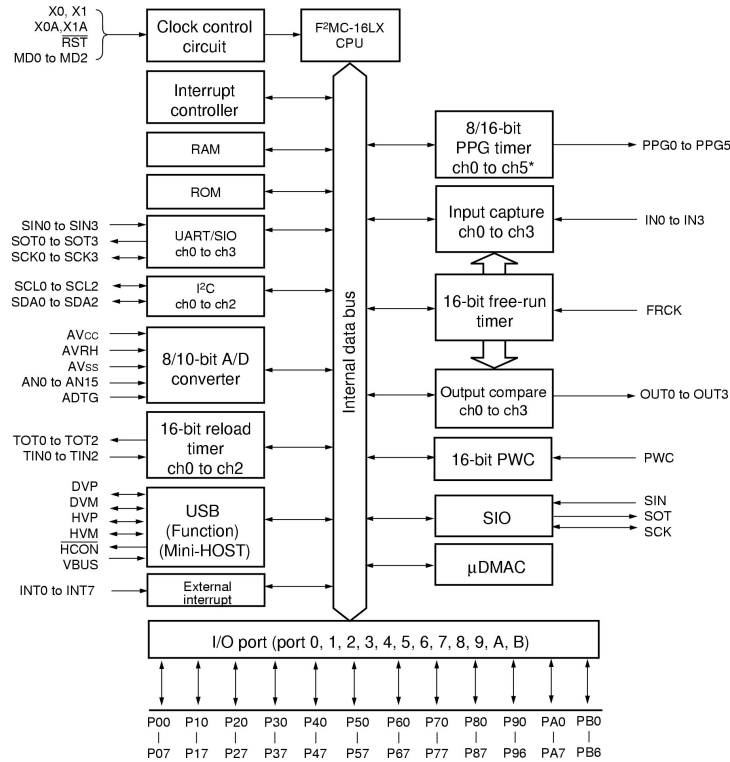 X0, X1
X0A,X1A
RST
MD0 to MD2
Clock control
circuit
F²MC-16LX
CPU
Interrupt
controller
RAM
ROM
SIN0 to SIN3
SOT0 to SOT3
SCK0 to SCK3
UART/SIO
ch0 to ch3
SCL0 to SCL2
SDA0 to SDA2
I²C
ch0 to ch2
AVCC
AVRH
AVSS
AN0 to AN15
ADTG
8/10-bit A/D
converter
TOT0 to TOT2
TIN0 to TIN2
16-bit reload
timer
ch0 to ch2
DVP
DVM
HVP
HVM
HCON
VBUS
USB
(Function)
(Mini-HOST)
INT0 to INT7
External
interrupt
Internal data bus
8/16-bit
PPG timer
ch0 to ch5*
PPG0 to PPG5
Input capture
ch0 to ch3
IN0 to IN3
16-bit free-run
timer
FRCK
Output compare
ch0 to ch3
OUT0 to OUT3
16-bit PWC
PWC
SIO
SIN
SOT
SCK
µDMAC
I/O port (port 0, 1, 2, 3, 4, 5, 6, 7, 8, 9, A, B)
P00 P10 P20 P30 P40 P50 P60 P70 P80 P90 PA0 PB0
P07 P17 P27 P37 P47 P57 P67 P77 P87 P96 PA7 PB6